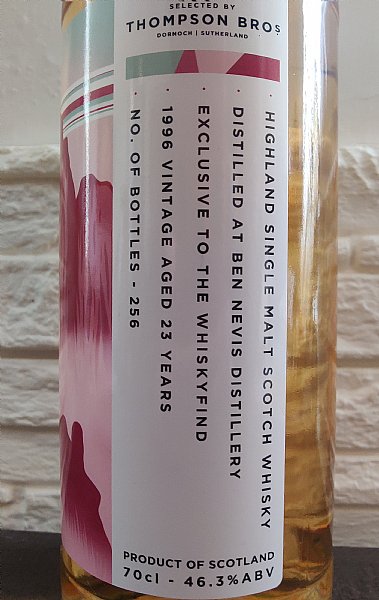 SELECTED BY
THOMPSON BROS
DORNOCH | SUTHERLAND
• HIGHLAND SINGLE MALT SCOTCH WHISKY
• DISTILLED AT BEN NEVIS DISTILLERY
• EXCLUSIVE TO THE WHISKYFIND
• 1996 VINTAGE AGED 23 YEARS
• NO. OF BOTTLES - 256
PRODUCT OF SCOTLAND
70cl - 46.3%ABV